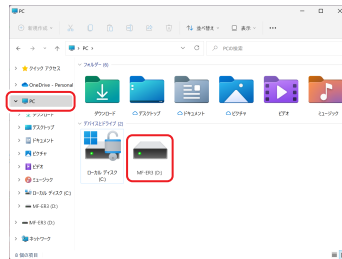 PC
新規作成
並べ替え
表示
PC
PCの検索
クイック アクセス
OneDrive - Personal
PC
ダウンロード
デスクトップ
ドキュメント
ピクチャ
ビデオ
ミュージック
ローカル ディスク (C:)
MF-ER3 (D:)
MF-ER3 (D:)
ネットワーク
フォルダー (6)
ダウンロード
デスクトップ
ドキュメント
ピクチャ
ビデオ
ミュージック
デバイスとドライブ (2)
ローカル ディスク
(C:)
MF-ER3 (D:)
8 個の項目